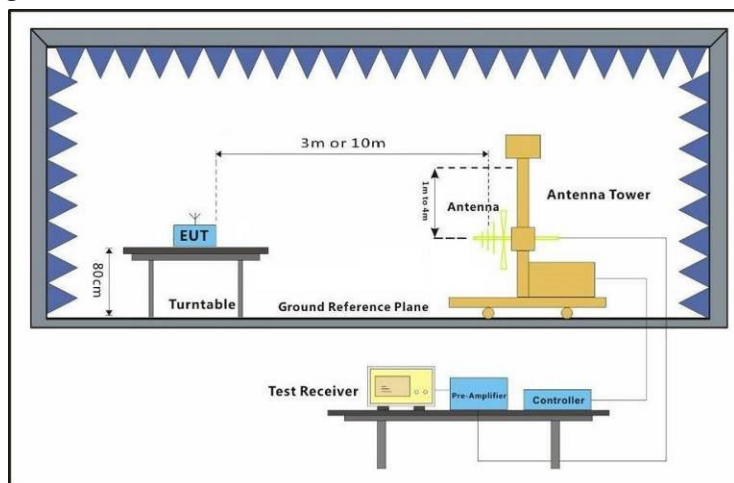 3m or 10m
1m to 4m
Antenna
Antenna Tower
EUT
80cm
Turntable
Ground Reference Plane
Test Receiver
Pre-Amplifier
Controller